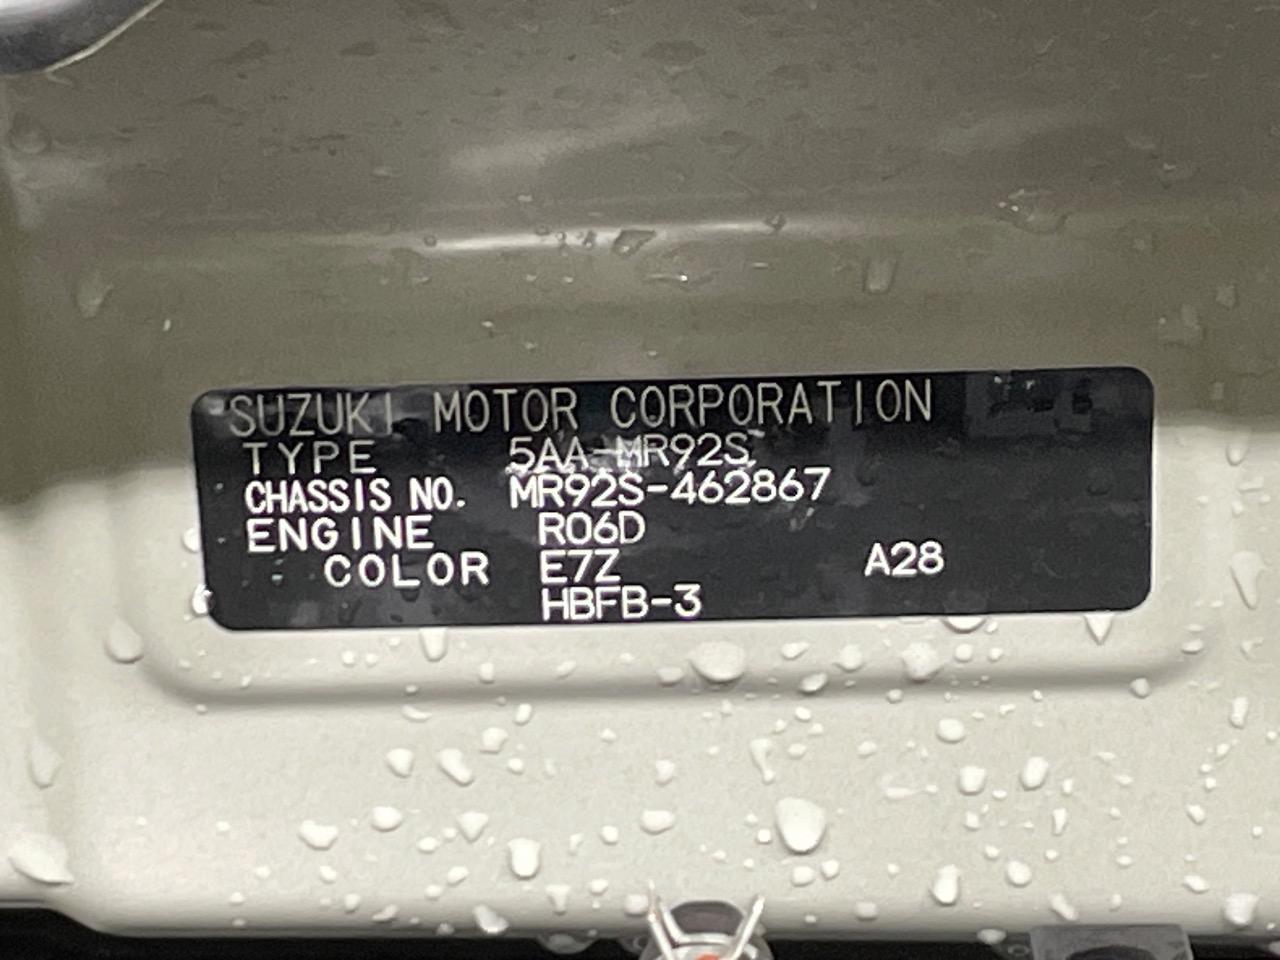 SUZUKI MOTOR CORPORATION
TYPE 5AA-MR92S
CHASSIS NO. MR92S-462867
ENGINE R06D
COLOR E7Z A28
HBFB-3